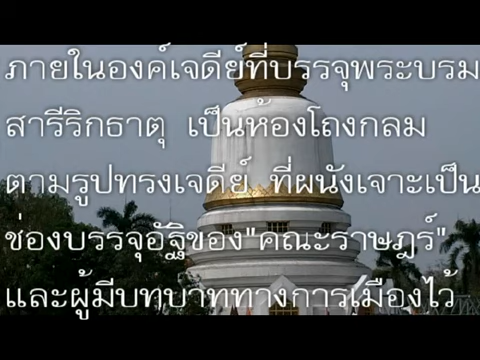 ภายในองค์เจดีย์ที่บรรจุพระบรม
สารีริกธาตุ เป็นห้องโถงกลม
ตามรูปทรงเจดีย์ ที่ผนังเจาะเป็น
ช่องบรรจุอัฐิของ"คณะราษฎร์"
และผู้มีบทบาททางการเมืองไว้